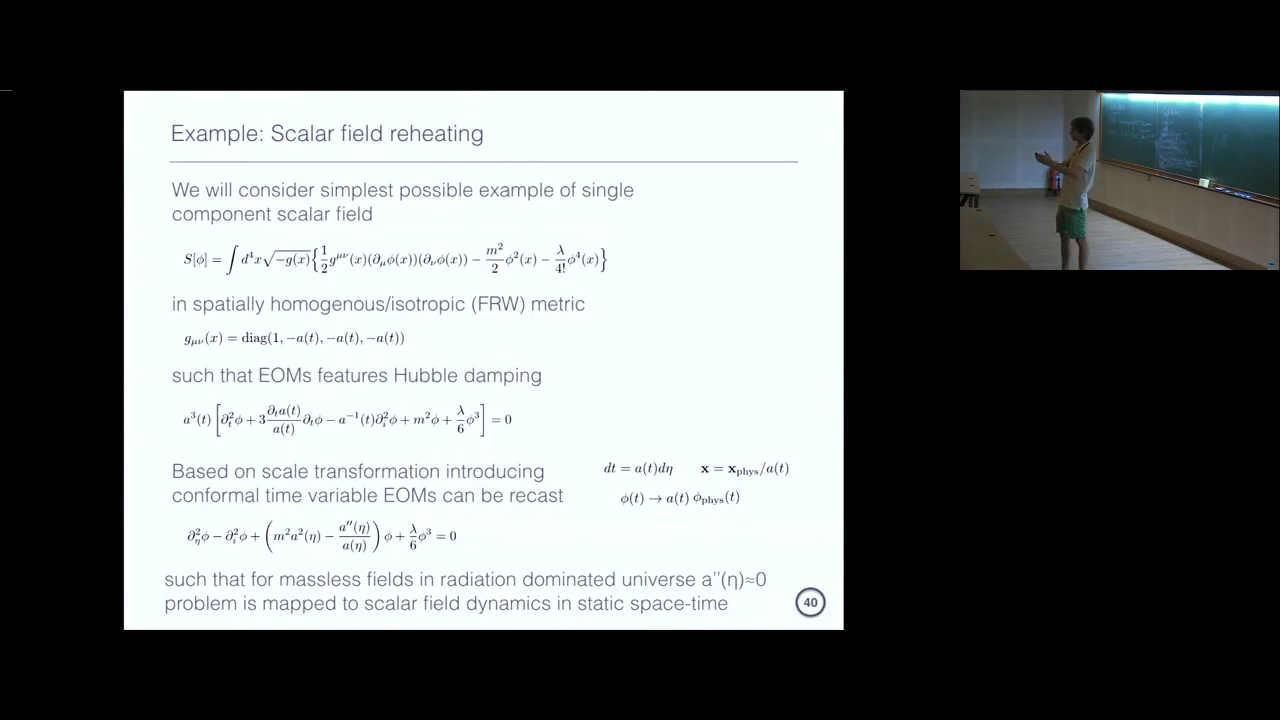 Example: Scalar field reheating
We will consider simplest possible example of single
component scalar field
S[ϕ] = ∫ d⁴x √−g(x) { 1/2 g^{μν}(x)(∂_μϕ(x))(∂_νϕ(x)) − m²/2 ϕ²(x) − λ/4! ϕ⁴(x) }
in spatially homogenous/isotropic (FRW) metric
g_{μν}(x) = diag(1, −a(t), −a(t), −a(t))
such that EOMs features Hubble damping
a³(t) [ ∂_t²ϕ + 3 ∂_t a(t)/a(t) ∂_tϕ − a⁻¹(t)∂_i²ϕ + m²ϕ + λ/6 ϕ³ ] = 0
Based on scale transformation introducing
conformal time variable EOMs can be recast
dt = a(t)dη x = x_phys/a(t)
ϕ(t) → a(t) ϕ_phys(t)
∂_η²ϕ − ∂_i²ϕ + ( m²a²(η) − a″(η)/a(η) ) ϕ + λ/6 ϕ³ = 0
such that for massless fields in radiation dominated universe a’’(η)≈0
problem is mapped to scalar field dynamics in static space-time
40